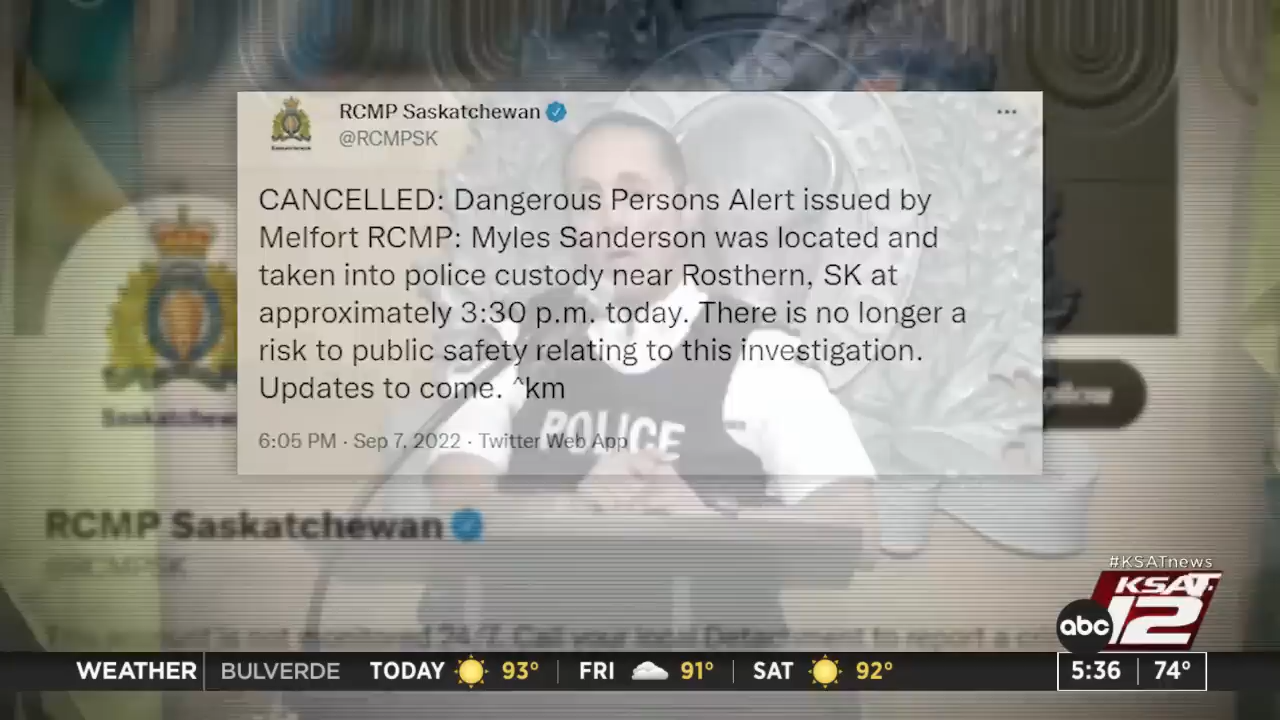 RCMP Saskatchewan
@RCMPSK
CANCELLED: Dangerous Persons Alert issued by
Melfort RCMP: Myles Sanderson was located and
taken into police custody near Rosthern, SK at
approximately 3:30 p.m. today. There is no longer a
risk to public safety relating to this investigation.
Updates to come. ^km
6:05 PM · Sep 7, 2022 · Twitter Web App
POLICE
RCMP Saskatchewan
@RCMPSK
#KSATnews
KSAT
abc 12
WEATHER BULVERDE TODAY 93° FRI 91° SAT 92° 5:36 74°